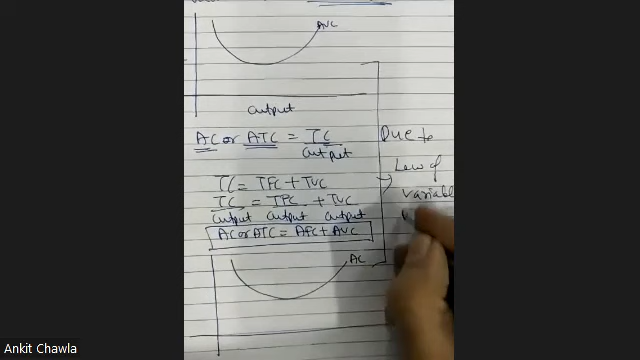 AVC
output
AC or ATC = TC
output
Due to
Law of
variable
TC = TFC + TVC
TC = TFC + TVC
output output output
AC or ATC = AFC + AVC
AC
Ankit Chawla